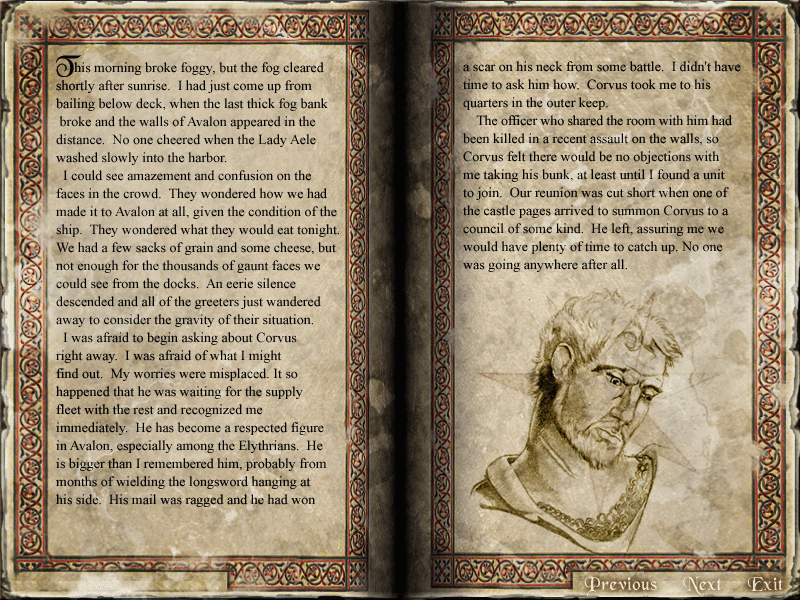 This morning broke foggy, but the fog cleared
shortly after sunrise. I had just come up from
bailing below deck, when the last thick fog bank
broke and the walls of Avalon appeared in the
distance. No one cheered when the Lady Aele
washed slowly into the harbor.
I could see amazement and confusion on the
faces in the crowd. They wondered how we had
made it to Avalon at all, given the condition of the
ship. They wondered what they would eat tonight.
We had a few sacks of grain and some cheese, but
not enough for the thousands of gaunt faces we
could see from the docks. An eerie silence
descended and all of the greeters just wandered
away to consider the gravity of their situation.
I was afraid to begin asking about Corvus
right away. I was afraid of what I might
find out. My worries were misplaced. It so
happened that he was waiting for the supply
fleet with the rest and recognized me
immediately. He has become a respected figure
in Avalon, especially among the Elythrians. He
is bigger than I remembered him, probably from
months of wielding the longsword hanging at
his side. His mail was ragged and he had won
a scar on his neck from some battle. I didn't have
time to ask him how. Corvus took me to his
quarters in the outer keep.
The officer who shared the room with him had
been killed in a recent assault on the walls, so
Corvus felt there would be no objections with
me taking his bunk, at least until I found a unit
to join. Our reunion was cut short when one of
the castle pages arrived to summon Corvus to a
council of some kind. He left, assuring me we
would have plenty of time to catch up. No one
was going anywhere after all.
Previous Next Exit